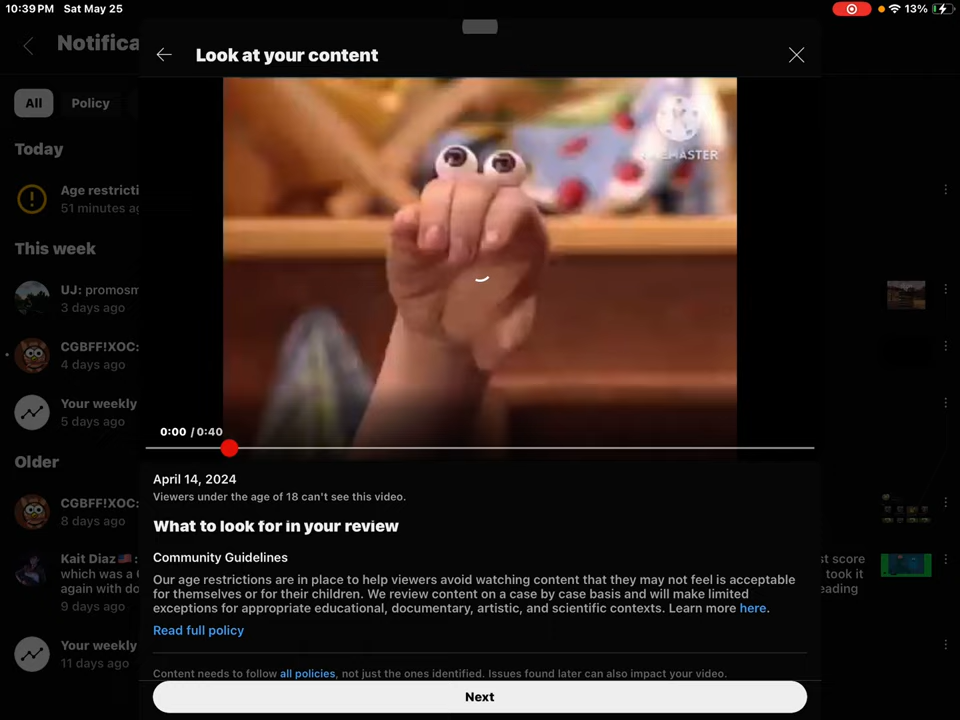 10:39 PM Sat May 25
13%
Notifica
Look at your content
All
Policy
Today
Age restricti
51 minutes ag
This week
UJ: promosm
3 days ago
CGBFF!XOC:
4 days ago
Your weekly
5 days ago
Older
CGBFF!XOC:
8 days ago
Kait Diaz🇺🇸:
which was a
again with do
9 days ago
st score
took it
eading
Your weekly
11 days ago
0:00 / 0:40
April 14, 2024
Viewers under the age of 18 can't see this video.
What to look for in your review
Community Guidelines
Our age restrictions are in place to help viewers avoid watching content that they may not feel is acceptable
for themselves or for their children. We review content on a case by case basis and will make limited
exceptions for appropriate educational, documentary, artistic, and scientific contexts. Learn more here.
Read full policy
Content needs to follow all policies, not just the ones identified. Issues found later can also impact your video.
Next